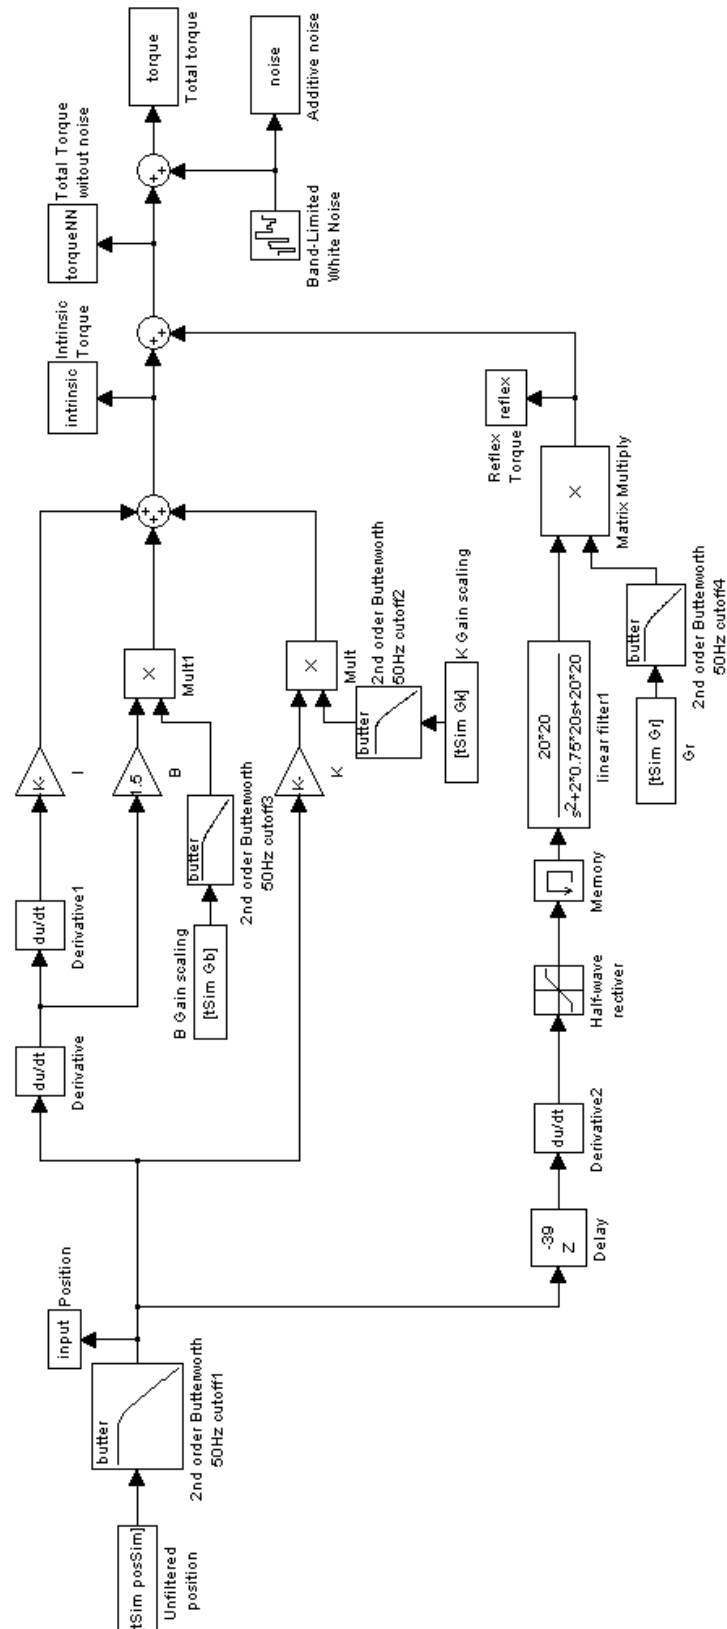 [tSim posSim]
Unfiltered
position
butter
2nd order Butterworth
50Hz cutoff1
input
Position
du/dt
Derivative
du/dt
Derivative1
K-
I
1.5
B
B Gain scaling
[tSim Gb]
butter
2nd order Butterworth
50Hz cutoff3
×
Mult1
K-
K
×
Mult
butter
2nd order Butterworth
50Hz cutoff2
[tSim Gk]
K Gain scaling
++
intrinsic
Intrinsic
Torque
-39
Z
Delay
du/dt
Derivative2
Half-wave
rectiver
Memory
20*20
s²+2*0.75*20s+20*20
linear filter1
[tSim Gr]
Gr
butter
2nd order Butterworth
50Hz cutoff4
×
Matrix Multiply
reflex
Reflex
Torque
++
torqueNN
Total Torque
witout noise
Band-Limited
White Noise
noise
Additive noise
++
torque
Total torque